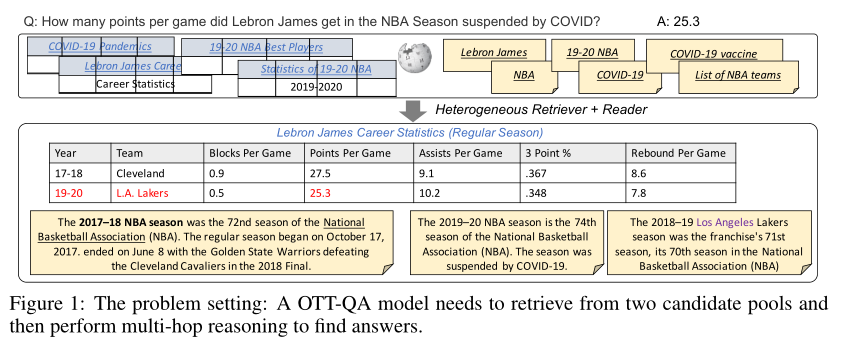 Q: How many points per game did Lebron James get in the NBA Season suspended by COVID? A: 25.3
COVID-19 Pandemics
19-20 NBA Best Players
Lebron James Caree
Statistics of 19-20 NBA
Career Statistics
2019-2020
Lebron James
19-20 NBA
COVID-19 vaccine
NBA
COVID-19
List of NBA teams
Heterogeneous Retriever + Reader
Lebron James Career Statistics (Regular Season)
Year Team Blocks Per Game Points Per Game Assists Per Game 3 Point % Rebound Per Game
17-18 Cleveland 0.9 27.5 9.1 .367 8.6
19-20 L.A. Lakers 0.5 25.3 10.2 .348 7.8
The 2017–18 NBA season was the 72nd season of the National
Basketball Association (NBA). The regular season began on October 17,
2017. ended on June 8 with the Golden State Warriors defeating
the Cleveland Cavaliers in the 2018 Final.
The 2019–20 NBA season is the 74th
season of the National Basketball
Association (NBA). The season was
suspended by COVID-19.
The 2018–19 Los Angeles Lakers
season was the franchise's 71st
season, its 70th season in the National
Basketball Association (NBA)
Figure 1: The problem setting: A OTT-QA model needs to retrieve from two candidate pools and
then perform multi-hop reasoning to find answers.